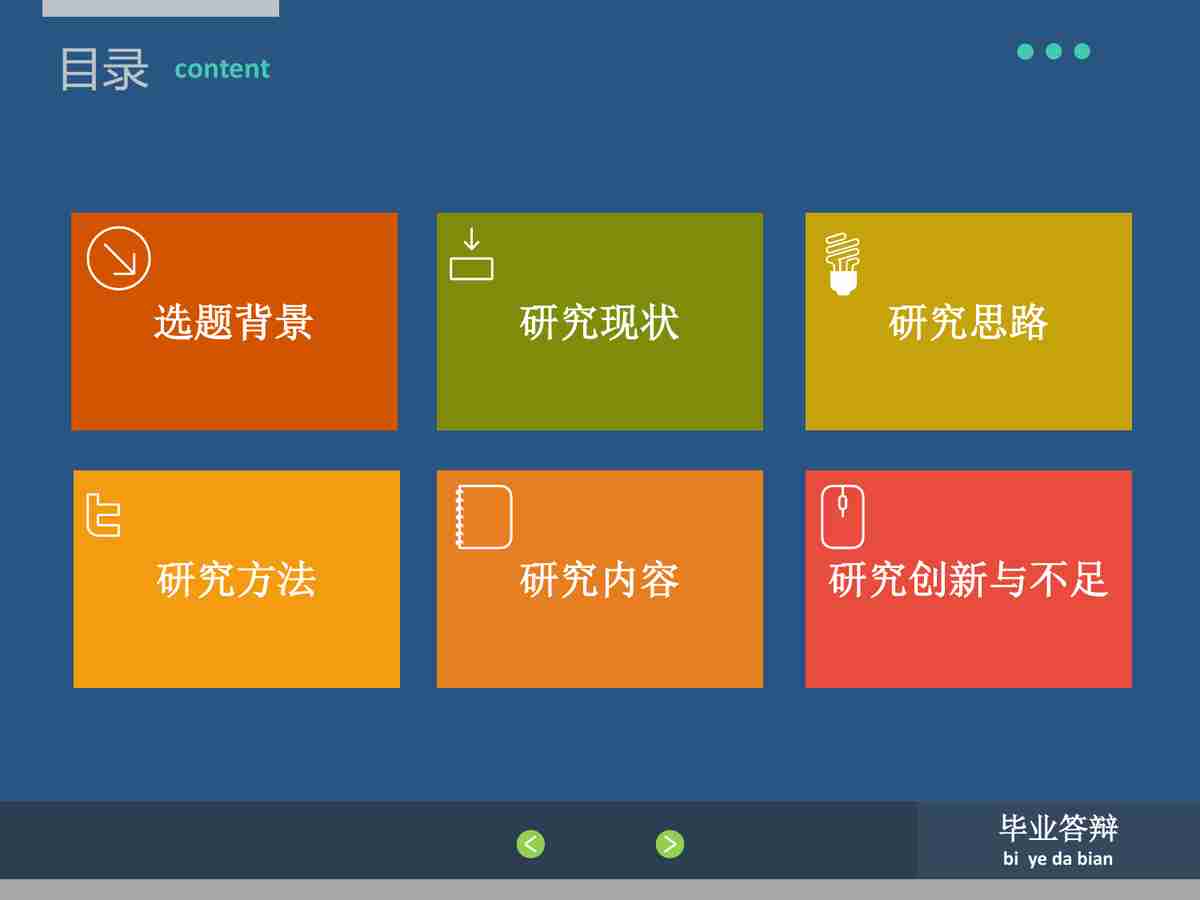 目录 content
选题背景
研究现状
研究思路
研究方法
研究内容
研究创新与不足
毕业答辩
bi ye da bian